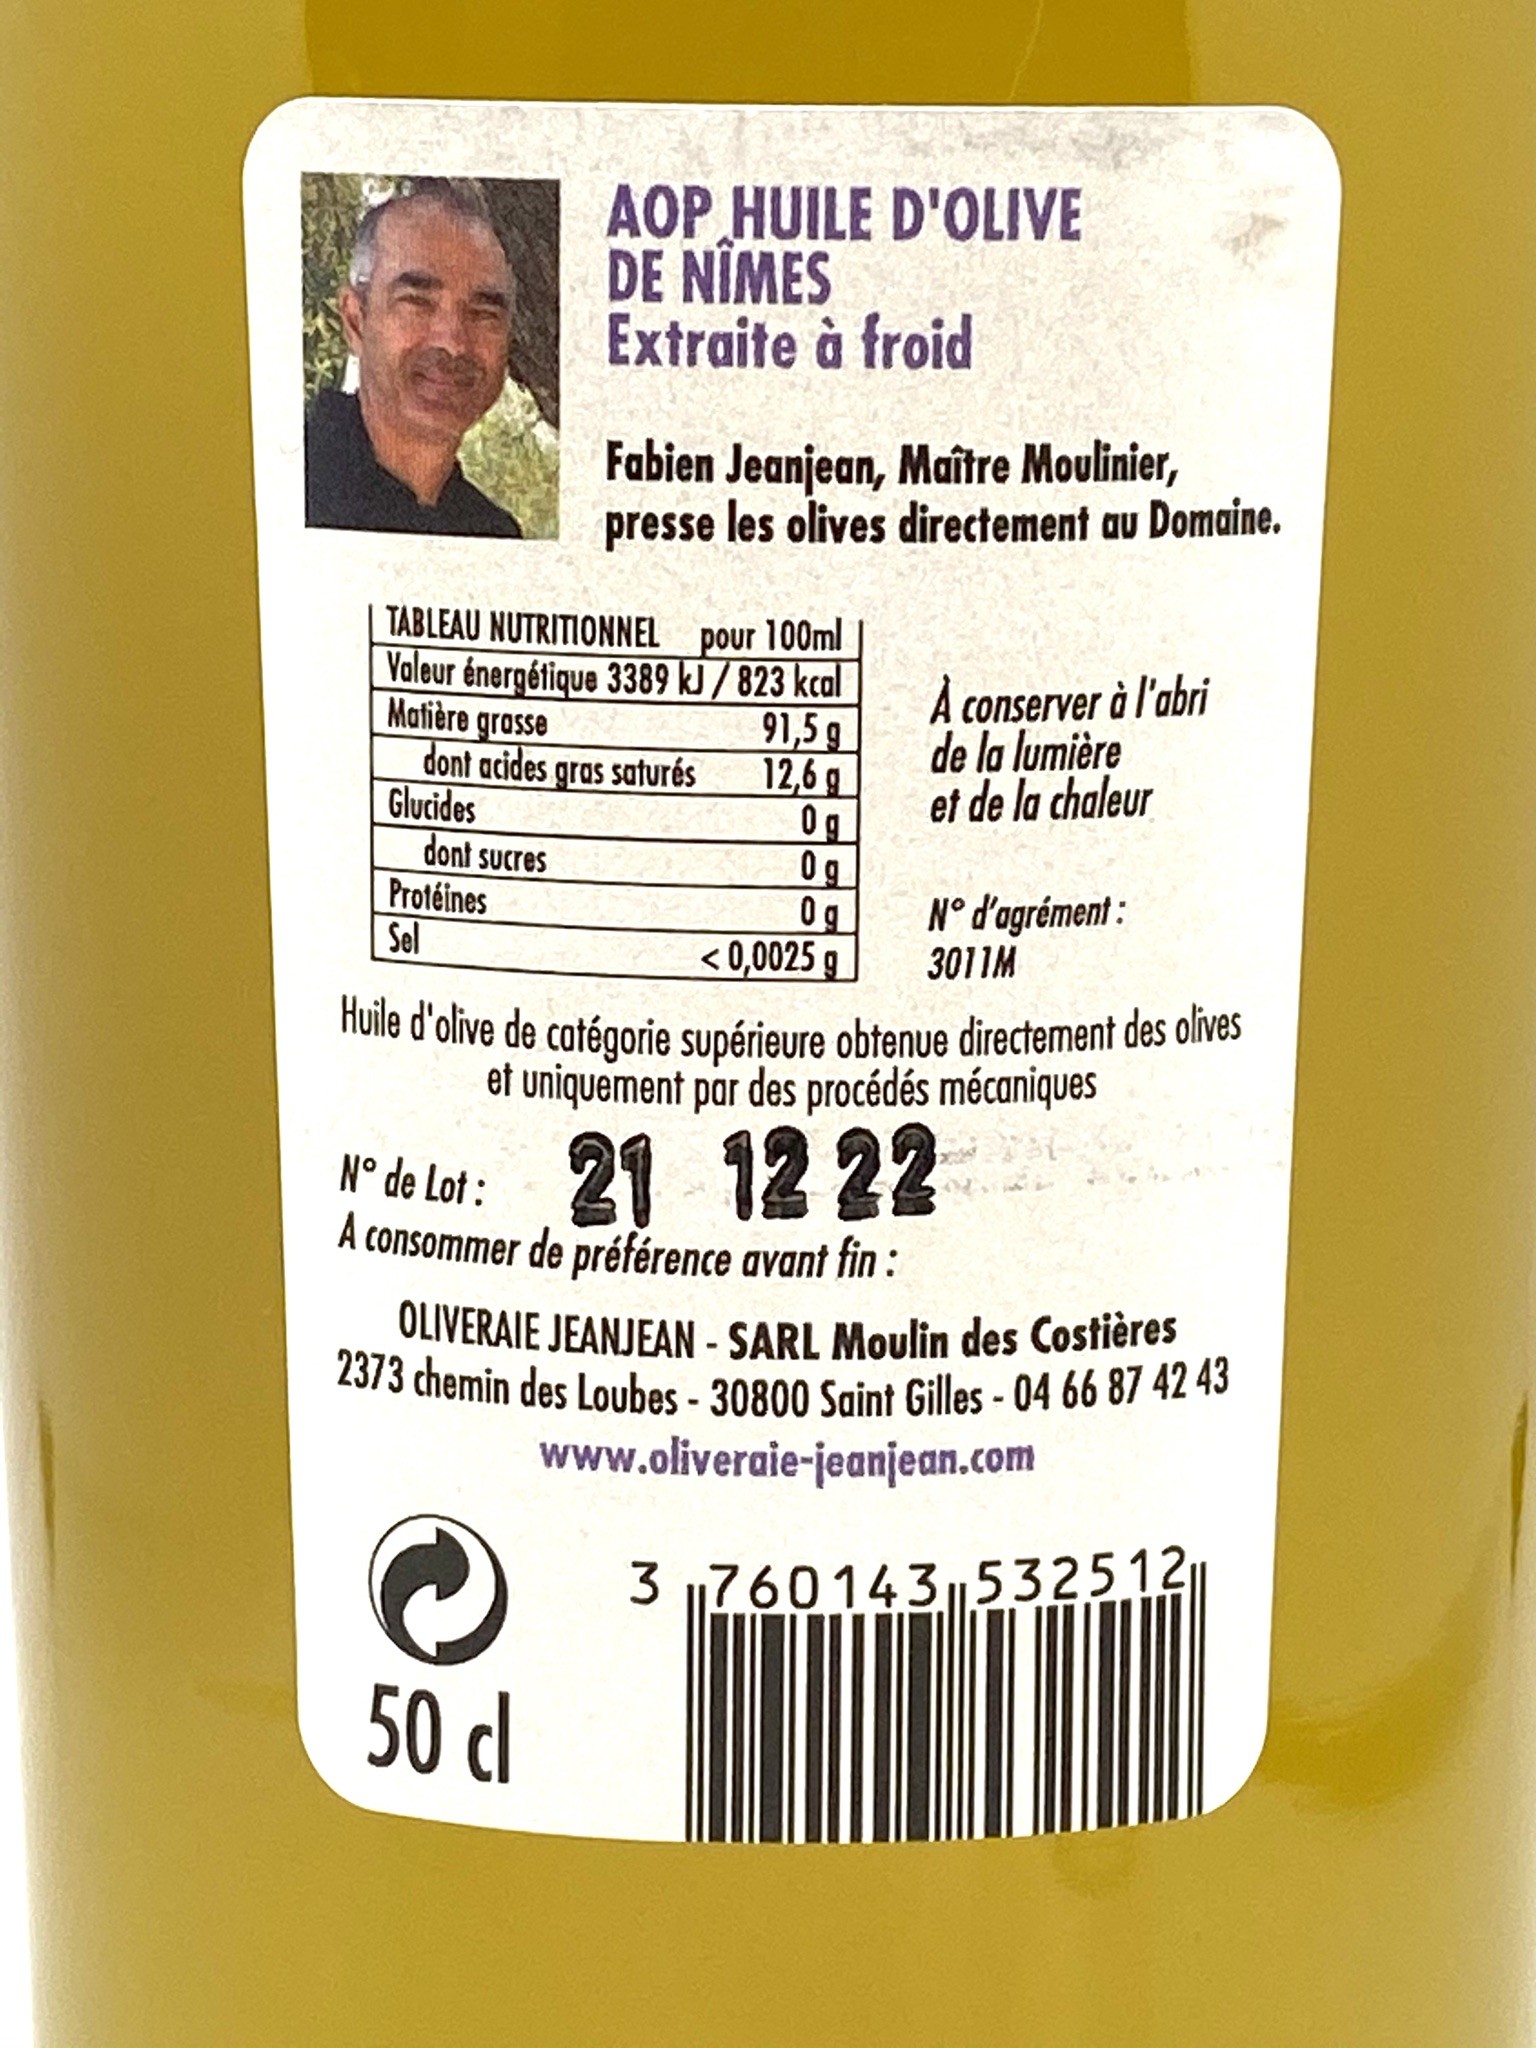 AOP HUILE D'OLIVE
DE NÎMES
Extraite à froid
Fabien Jeanjean, Maître Moulinier,
presse les olives directement au Domaine.
TABLEAU NUTRITIONNEL pour 100ml
Valeur énergétique 3389 kJ / 823 kcal
Matière grasse 91,5 g
dont acides gras saturés 12,6 g
Glucides 0 g
dont sucres 0 g
Protéines 0 g
Sel < 0,0025 g
À conserver à l'abri
de la lumière
et de la chaleur
N° d'agrément :
3011M
Huile d'olive de catégorie supérieure obtenue directement des olives
et uniquement par des procédés mécaniques
N° de Lot : 21 12 22
A consommer de préférence avant fin :
OLIVERAIE JEANJEAN - SARL Moulin des Costières
2373 chemin des Loubes - 30800 Saint Gilles - 04 66 87 42 43
www.oliveraie-jeanjean.com
3 760143 532512
50 cl